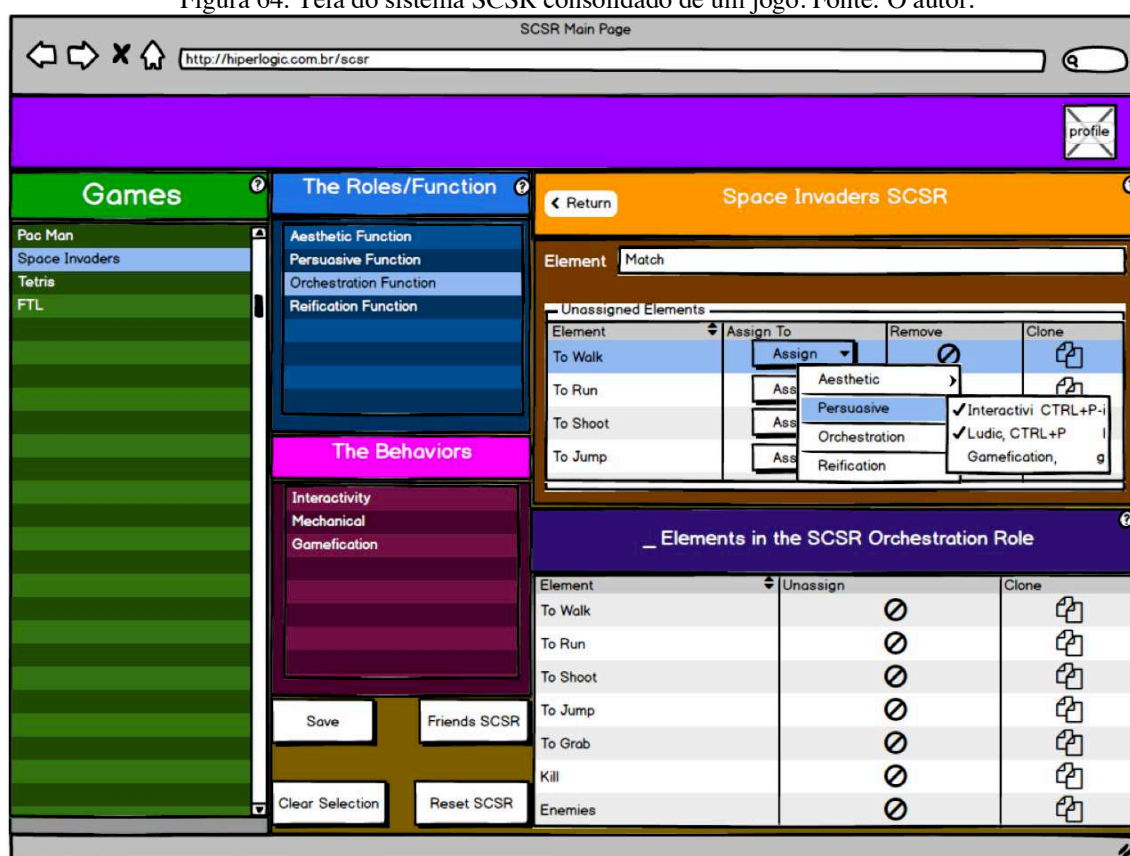 Figura 64: Tela do sistema SCSR consolidado de um jogo. Fonte: O autor.
SCSR Main Page
http://hiperlogic.com.br/scsr
profile
Games
?
Pac Man
Space Invaders
Tetris
FTL
The Roles/Function
?
Aesthetic Function
Persuasive Function
Orchestration Function
Reification Function
The Behaviors
Interactivity
Mechanical
Gamefication
Save
Friends SCSR
Clear Selection
Reset SCSR
Return
Space Invaders SCSR
Element Match
Unassigned Elements
Element Assign To Remove Clone
To Walk Assign
To Run Ass
To Shoot Ass
To Jump Ass
Aesthetic
Persuasive
Orchestration
Reification
Interactivi CTRL+P-i
Ludic, CTRL+P l
Gamefication, g
_ Elements in the SCSR Orchestration Role
?
Element Unassign Clone
To Walk
To Run
To Shoot
To Jump
To Grab
Kill
Enemies